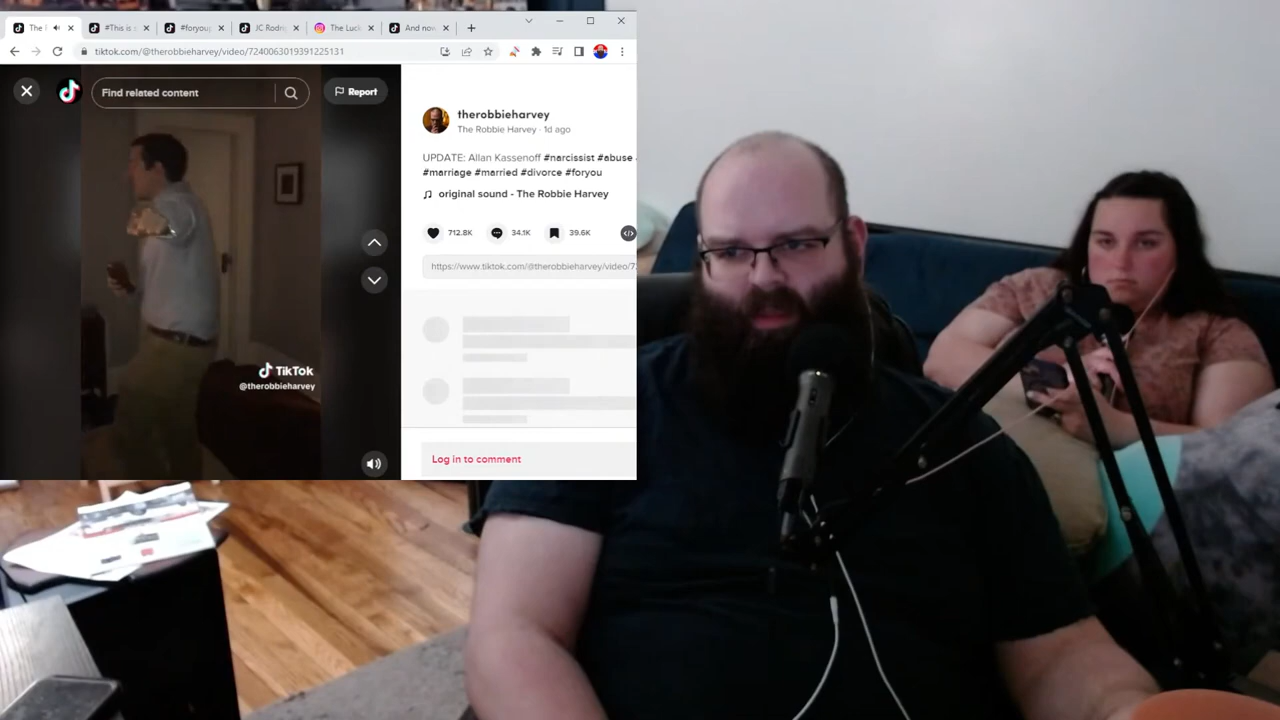 The F
#This is
#foryou
JC Rodri
The Luck
And now
tiktok.com/@therobbieharvey/video/7240063019391225131
Find related content
Report
therobbieharvey
The Robbie Harvey · 1d ago
UPDATE: Allan Kassenoff #narcissist #abuse
#marriage #married #divorce #foryou
original sound - The Robbie Harvey
712.8K
34.1K
39.6K
https://www.tiktok.com/@therobbieharvey/video/7
TikTok
@therobbieharvey
Log in to comment